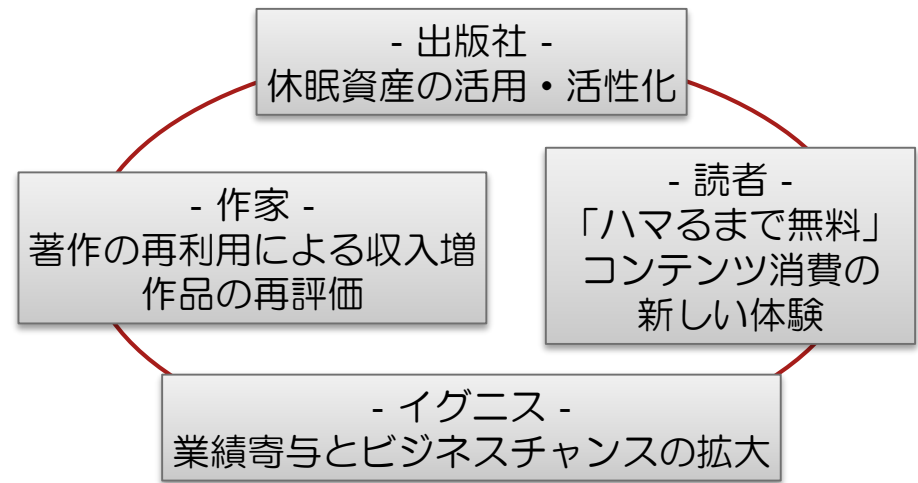 - 出版社 -
休眠資産の活用・活性化
- 作家 -
著作の再利用による収入増
作品の再評価
- 読者 -
「ハマるまで無料」
コンテンツ消費の
新しい体験
- イグニス -
業績寄与とビジネスチャンスの拡大